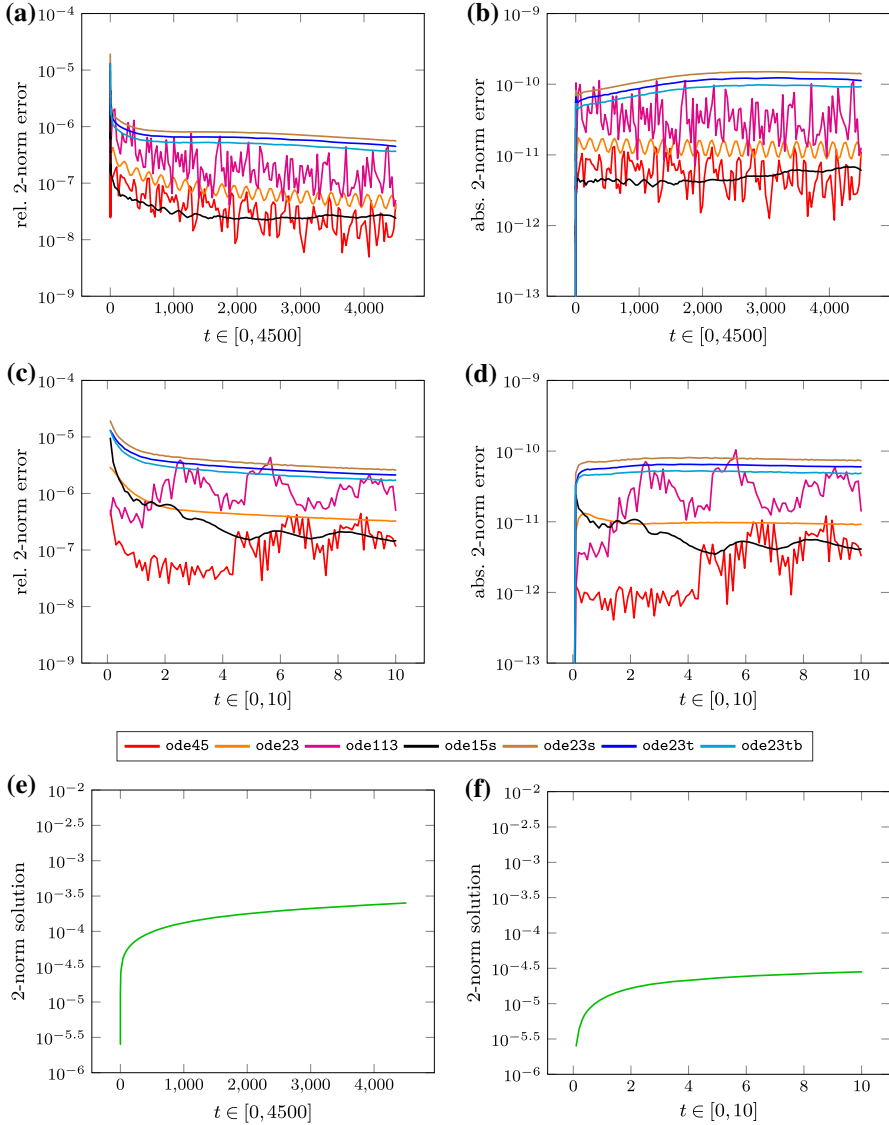 (a)
10^{-4}
10^{-5}
10^{-6}
10^{-7}
10^{-8}
10^{-9}
rel. 2-norm error
0 1,000 2,000 3,000 4,000
t ∈ [0, 4500]
(b)
10^{-9}
10^{-10}
10^{-11}
10^{-12}
10^{-13}
abs. 2-norm error
0 1,000 2,000 3,000 4,000
t ∈ [0, 4500]
(c)
10^{-4}
10^{-5}
10^{-6}
10^{-7}
10^{-8}
10^{-9}
rel. 2-norm error
0 2 4 6 8 10
t ∈ [0, 10]
(d)
10^{-9}
10^{-10}
10^{-11}
10^{-12}
10^{-13}
abs. 2-norm error
0 2 4 6 8 10
t ∈ [0, 10]
ode45 ode23 ode113 ode15s ode23s ode23t ode23tb
(e)
10^{-2}
10^{-2.5}
10^{-3}
10^{-3.5}
10^{-4}
10^{-4.5}
10^{-5}
10^{-5.5}
10^{-6}
2-norm solution
0 1,000 2,000 3,000 4,000
t ∈ [0, 4500]
(f)
10^{-2}
10^{-2.5}
10^{-3}
10^{-3.5}
10^{-4}
10^{-4.5}
10^{-5}
10^{-5.5}
10^{-6}
2-norm solution
0 2 4 6 8 10
t ∈ [0, 10]